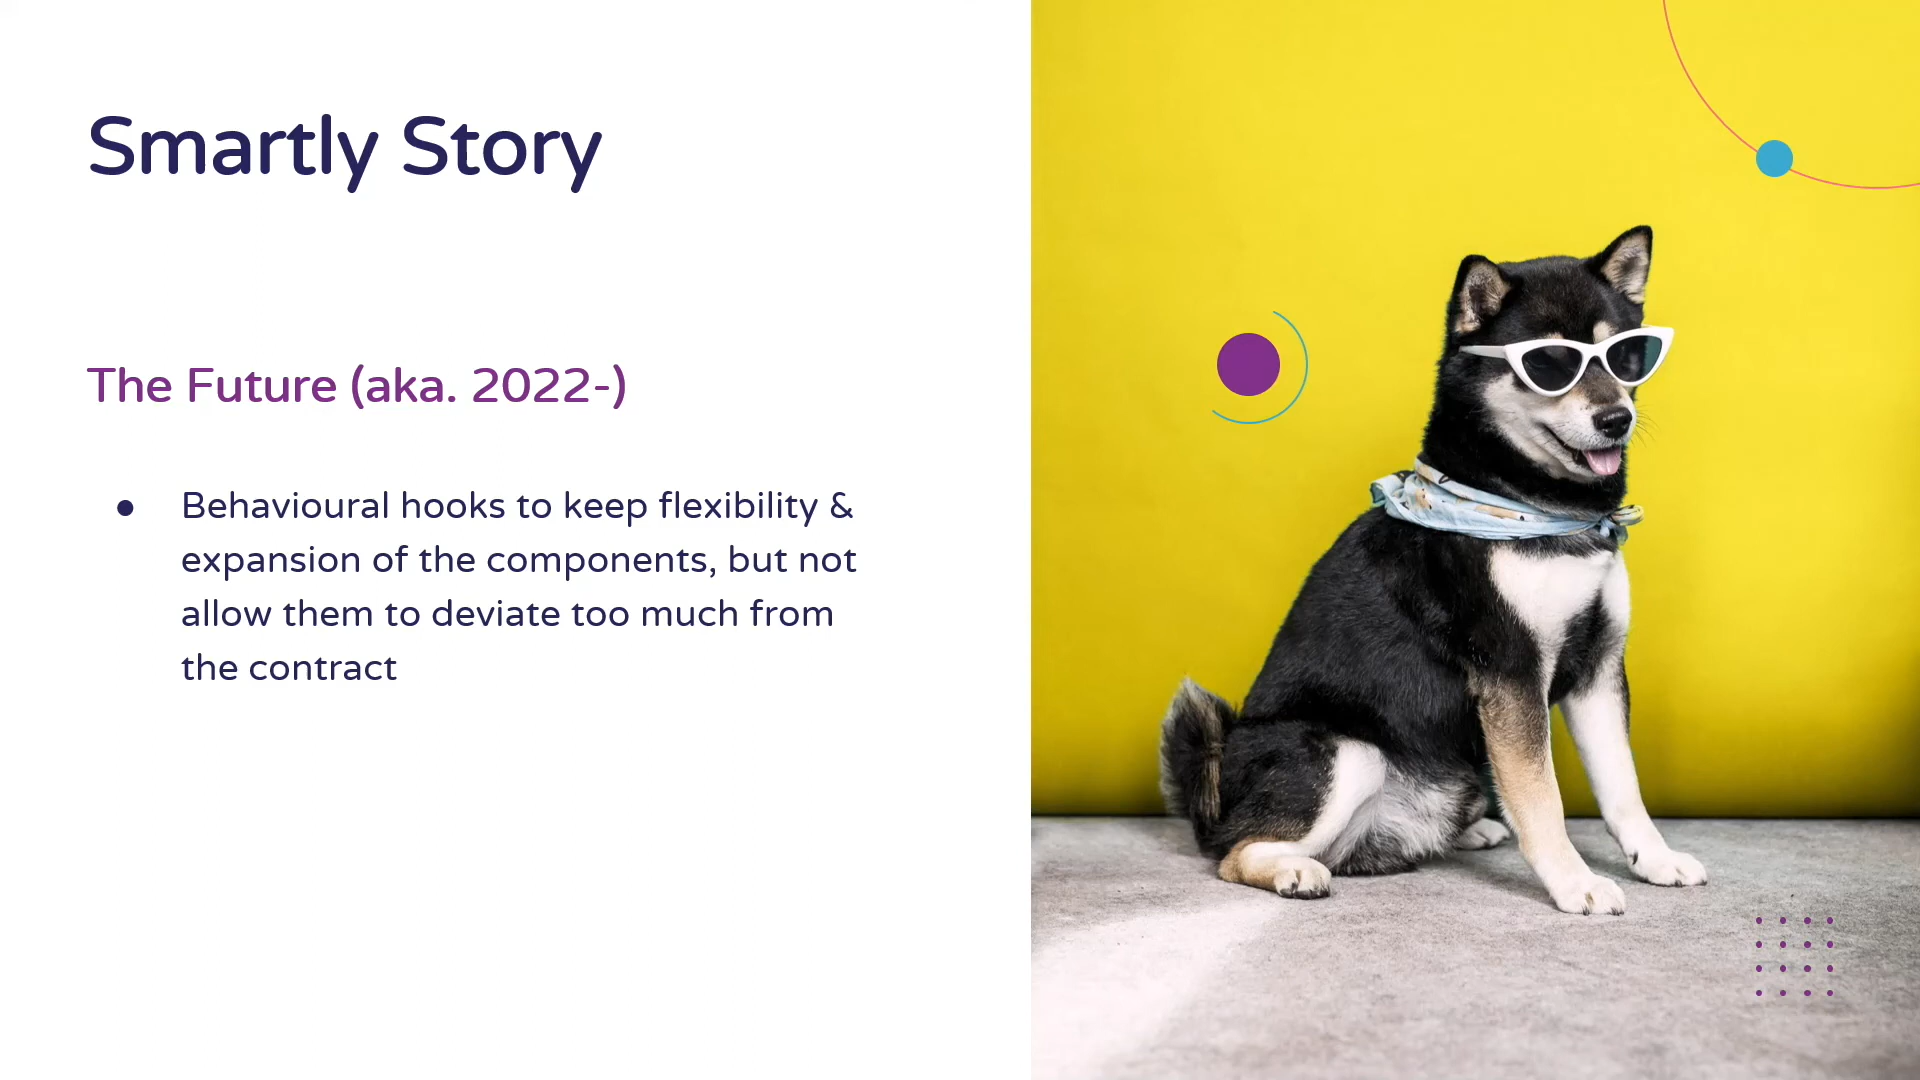 Smartly Story
The Future (aka. 2022-)
● Behavioural hooks to keep flexibility &
expansion of the components, but not
allow them to deviate too much from
the contract